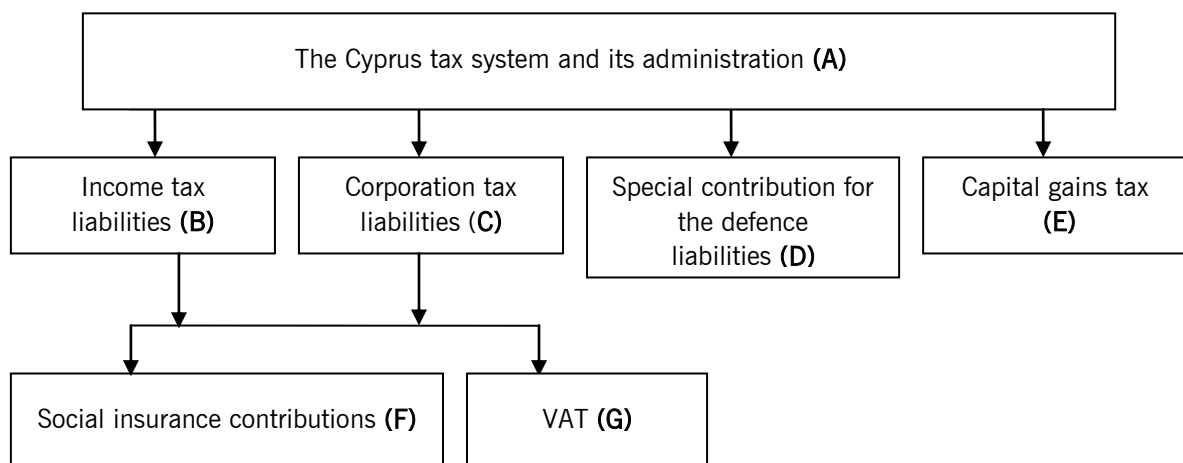 The Cyprus tax system and its administration (A)
Income tax
liabilities (B)
Corporation tax
liabilities (C)
Special contribution for
the defence
liabilities (D)
Capital gains tax
(E)
Social insurance contributions (F)
VAT (G)